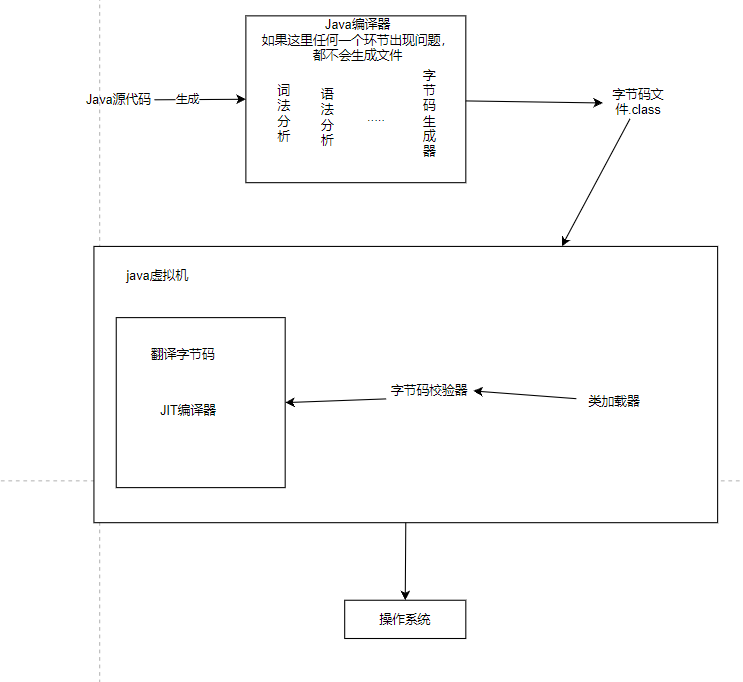 Java编译器
如果这里任何一个环节出现问题，
都不会生成文件
Java源代码
生成
词法分析
语法分析
.....
字节码生成器
字节码文
件.class
java虚拟机
翻译字节码
JIT编译器
字节码校验器
类加载器
操作系统